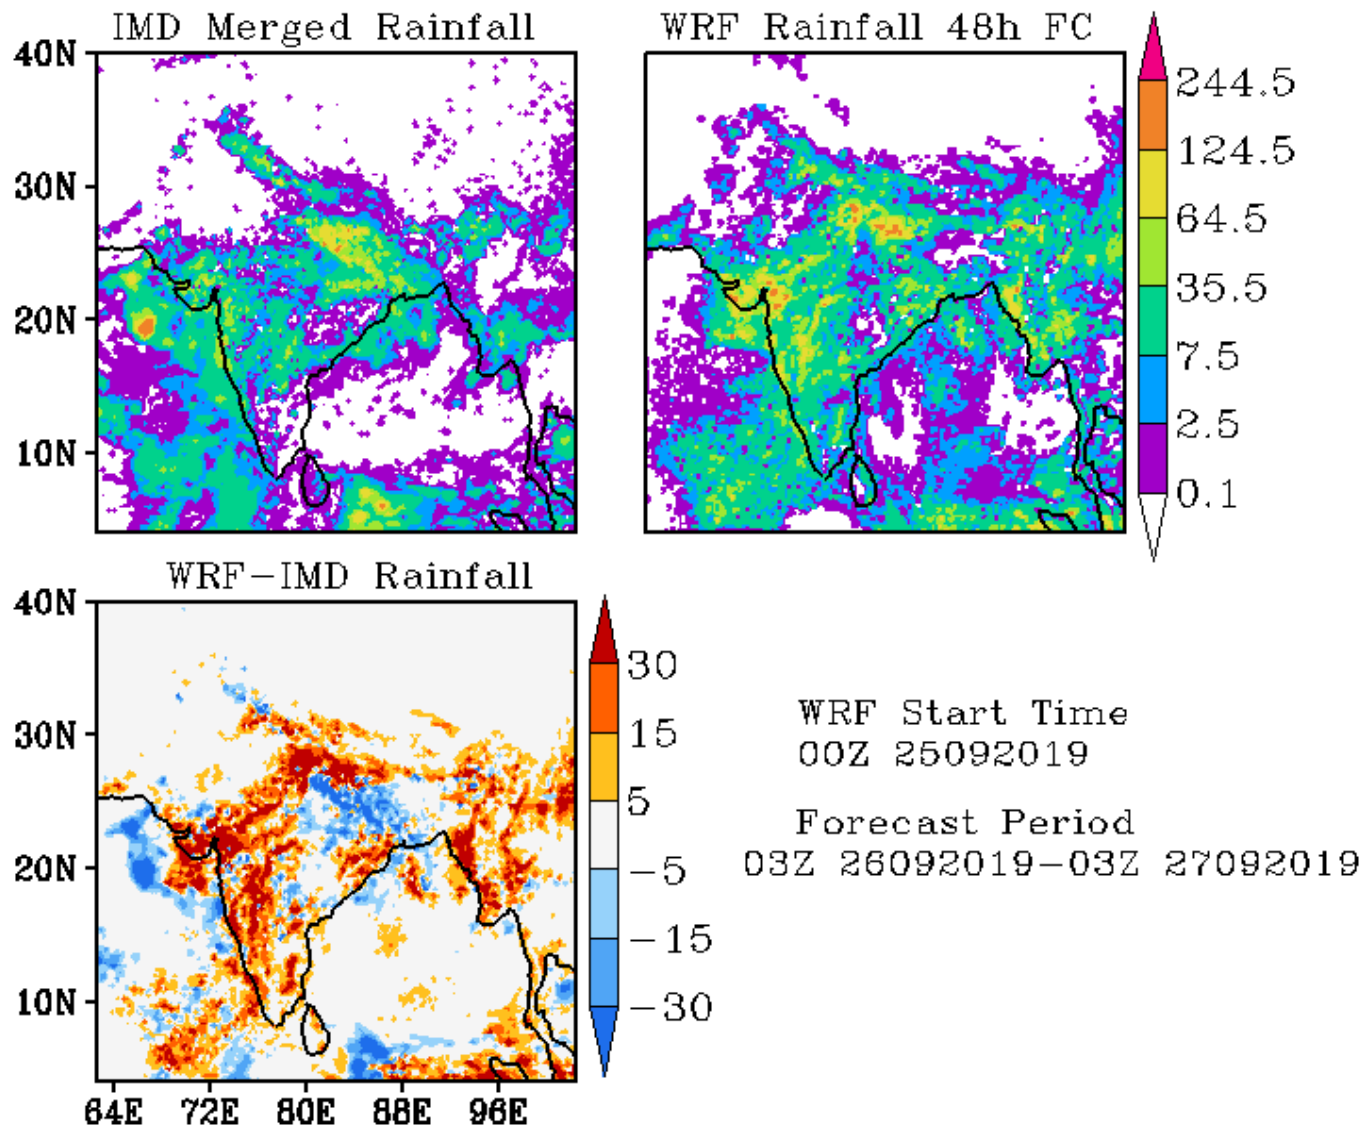 IMD Merged Rainfall
WRF Rainfall 48h FC
40N
30N
20N
10N
244.5
124.5
64.5
35.5
7.5
2.5
0.1
WRF-IMD Rainfall
40N
30N
20N
10N
64E 72E 80E 88E 96E
30
15
5
-5
-15
-30
WRF Start Time
00Z 25092019
Forecast Period
03Z 26092019-03Z 27092019